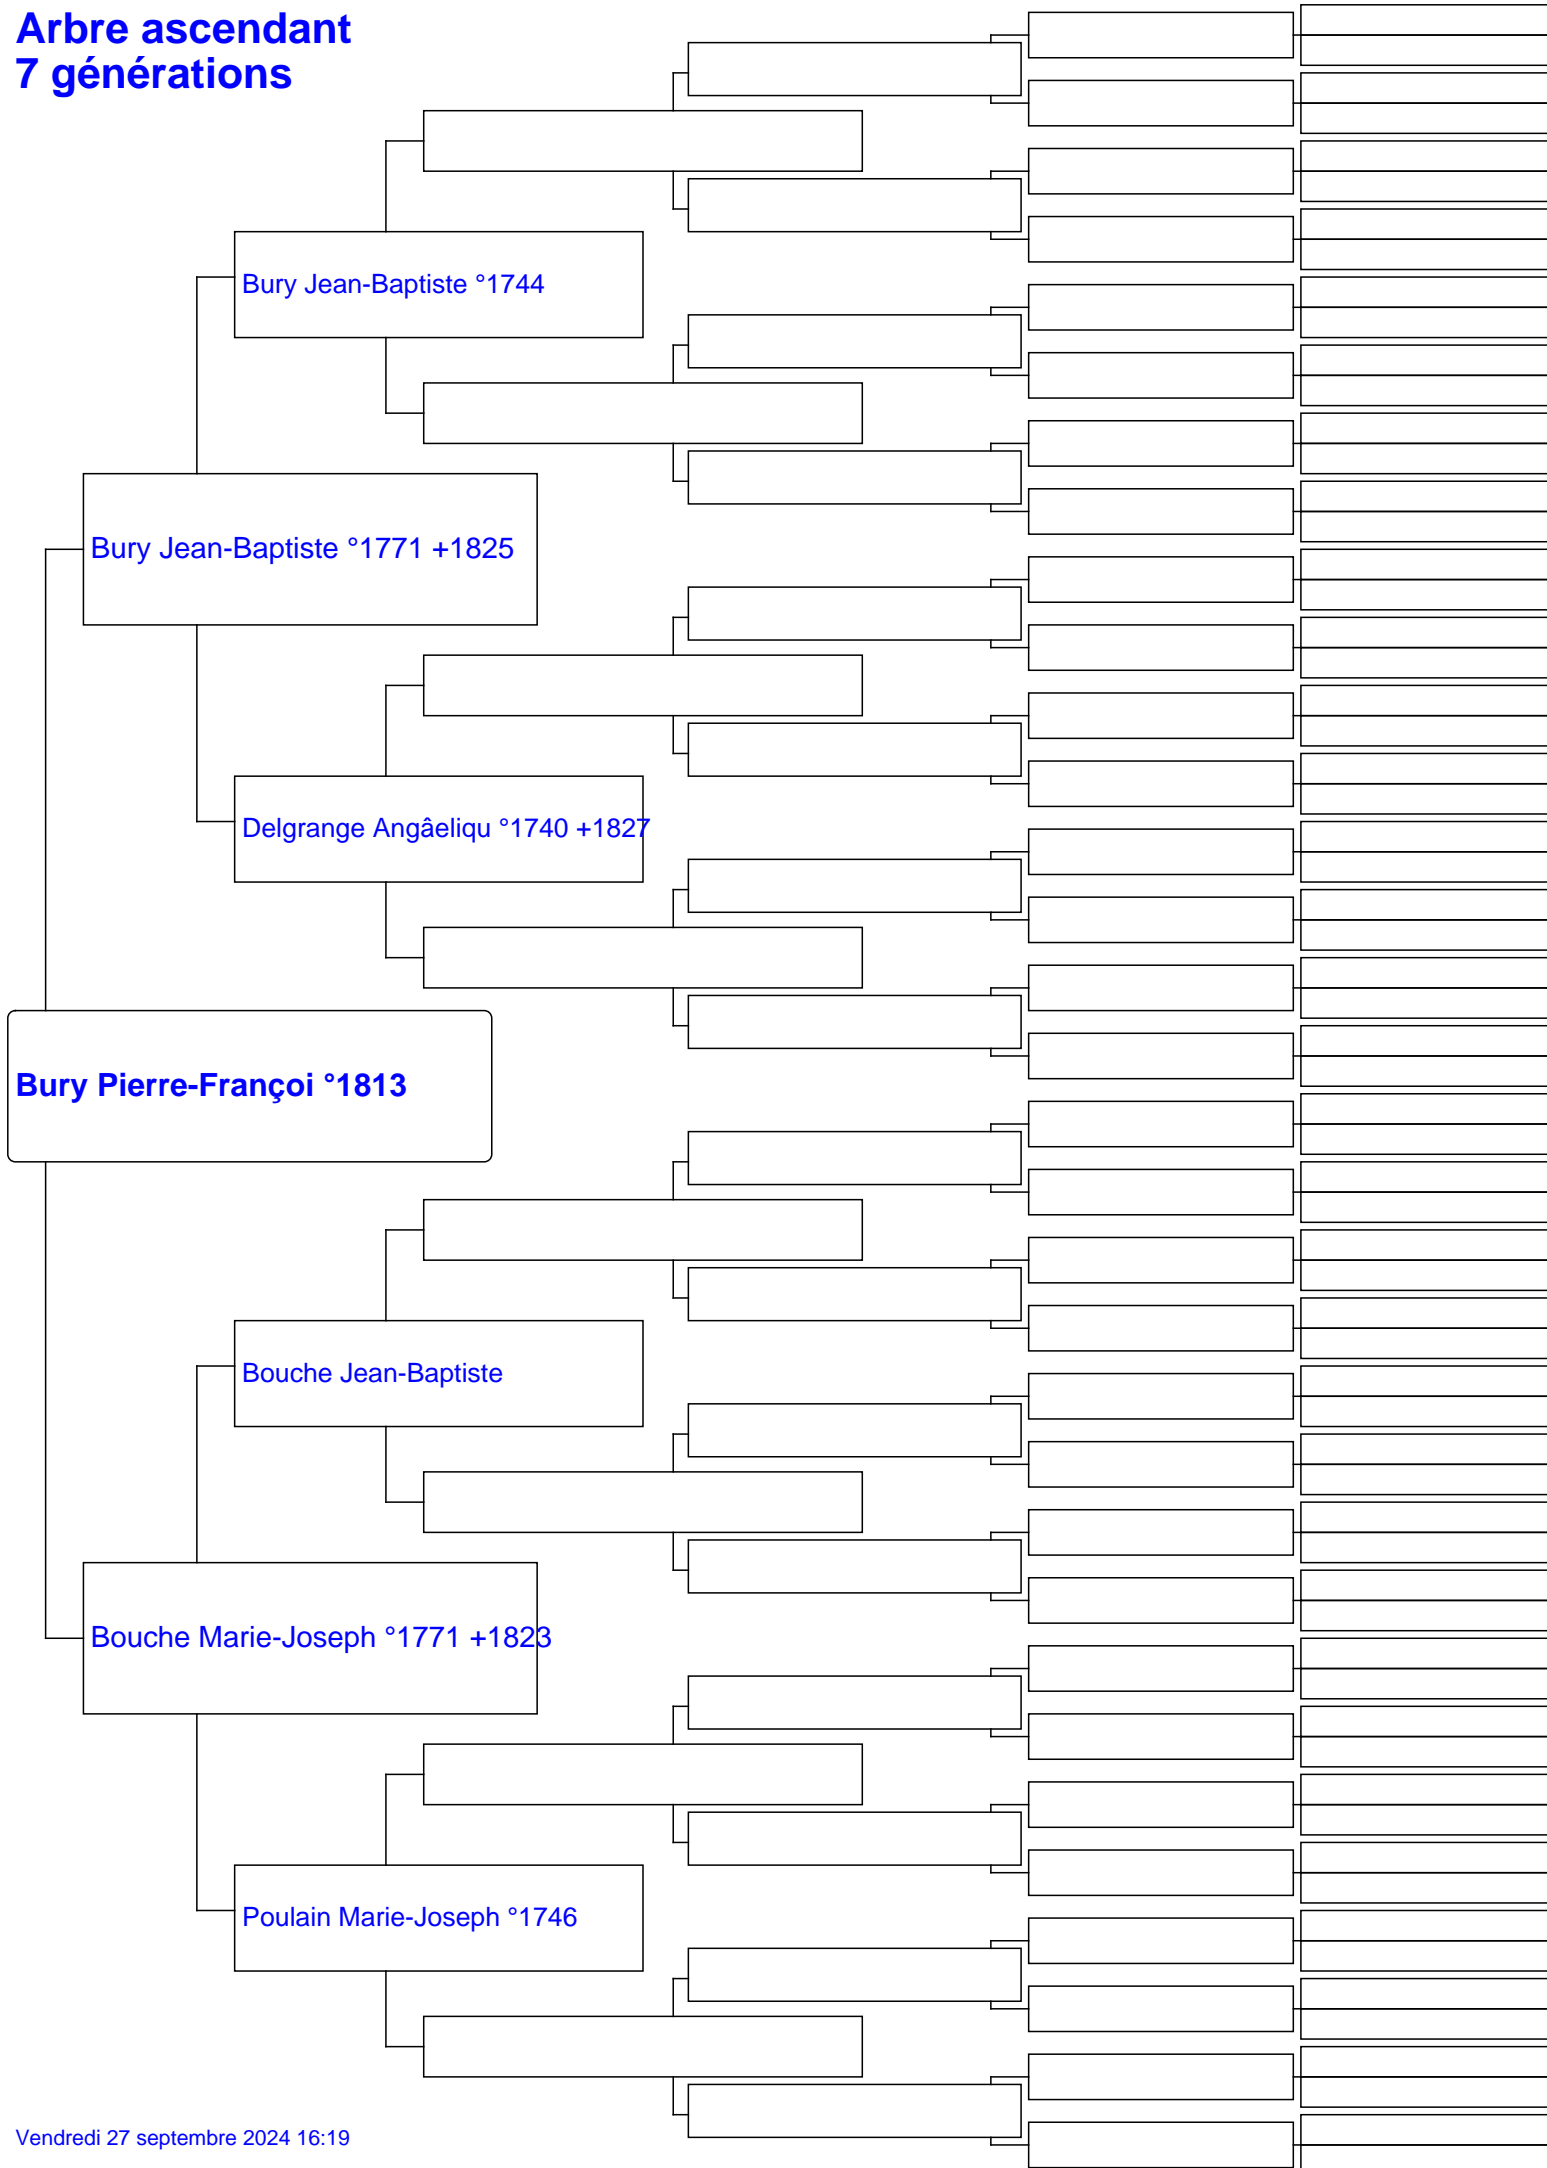 Arbre ascendant
7 générations
Bury Jean-Baptiste °1744
Bury Jean-Baptiste °1771 +1825
Delgrange Angâeliqu °1740 +1827
Bury Pierre-Françoi °1813
Bouche Jean-Baptiste
Bouche Marie-Joseph °1771 +1823
Poulain Marie-Joseph °1746
Vendredi 27 septembre 2024 16:19